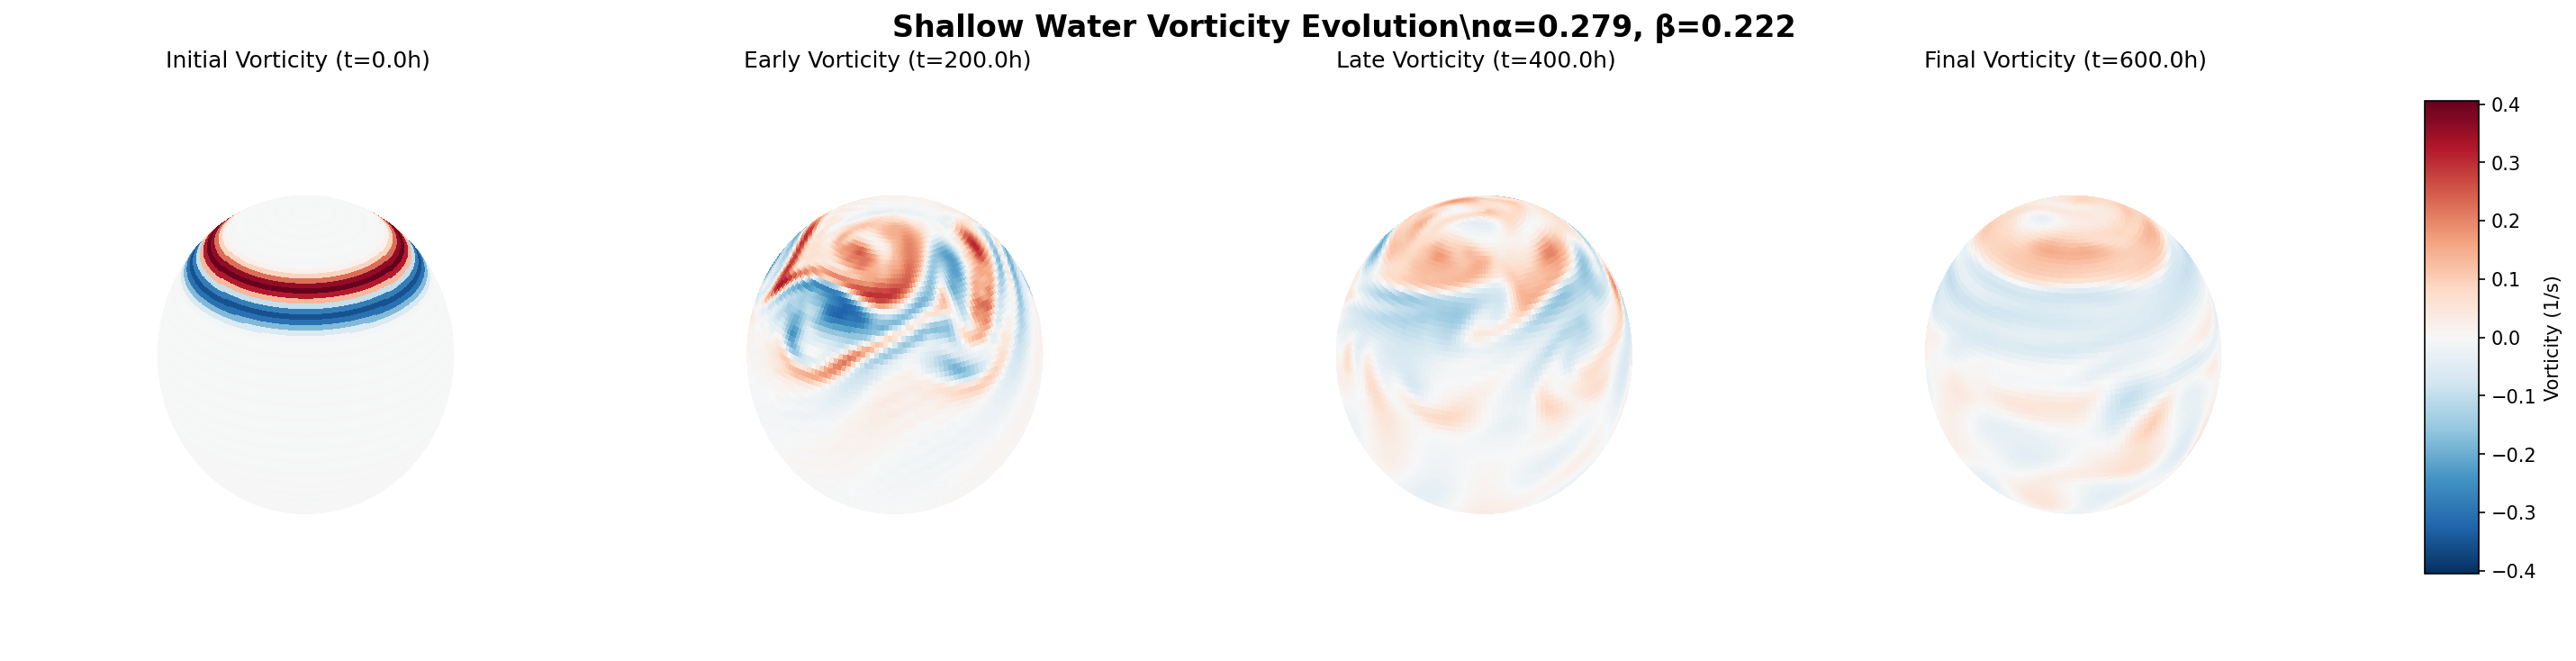 Shallow Water Vorticity Evolution\nα=0.279, β=0.222
Initial Vorticity (t=0.0h)
Early Vorticity (t=200.0h)
Late Vorticity (t=400.0h)
Final Vorticity (t=600.0h)
0.4
0.3
0.2
0.1
0.0
−0.1
−0.2
−0.3
−0.4
Vorticity (1/s)